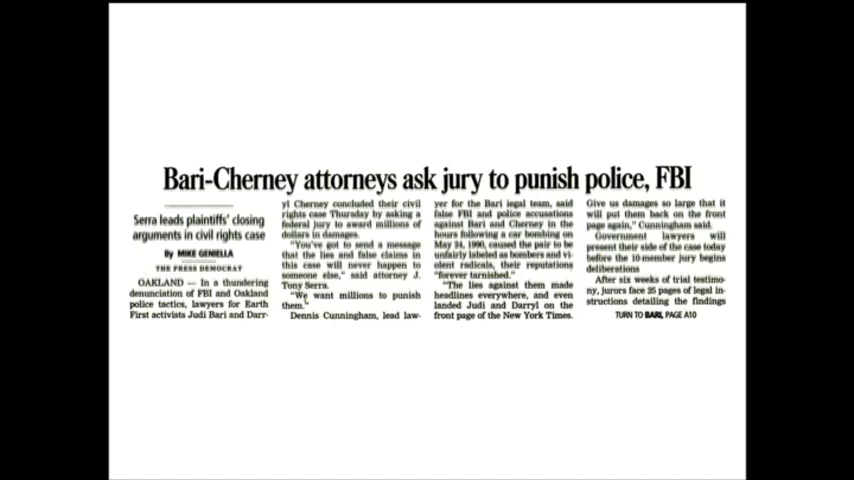 Bari-Cherney attorneys ask jury to punish police, FBI
Serra leads plaintiffs' closing
arguments in civil rights case
By MIKE GENIELLA
THE PRESS DEMOCRAT
OAKLAND — In a thundering
denunciation of FBI and Oakland
police tactics, lawyers for Earth
First activists Judi Bari and Darr-
yl Cherney concluded their civil
rights case Thursday by asking a
federal jury to award millions of
dollars in damages.
"You've got to send a message
that the lies and false claims in
this case will never happen to
someone else," said attorney J.
Tony Serra.
"We want millions to punish
them."
Dennis Cunningham, lead law-
yer for the Bari legal team, said
false FBI and police accusations
against Bari and Cherney in the
hours following a car bombing on
May 24, 1990, caused the pair to be
unfairly labeled as bombers and vi-
olent radicals, their reputations
"forever tarnished."
"The lies against them made
headlines everywhere, and even
landed Judi and Darryl on the
front page of the New York Times.
Give us damages so large that it
will put them back on the front
page again," Cunningham said.
Government lawyers will
present their side of the case today
before the 10-member jury begins
deliberations
After six weeks of trial testimo-
ny, jurors face 25 pages of legal in-
structions detailing the findings
TURN TO BARI, PAGE A10